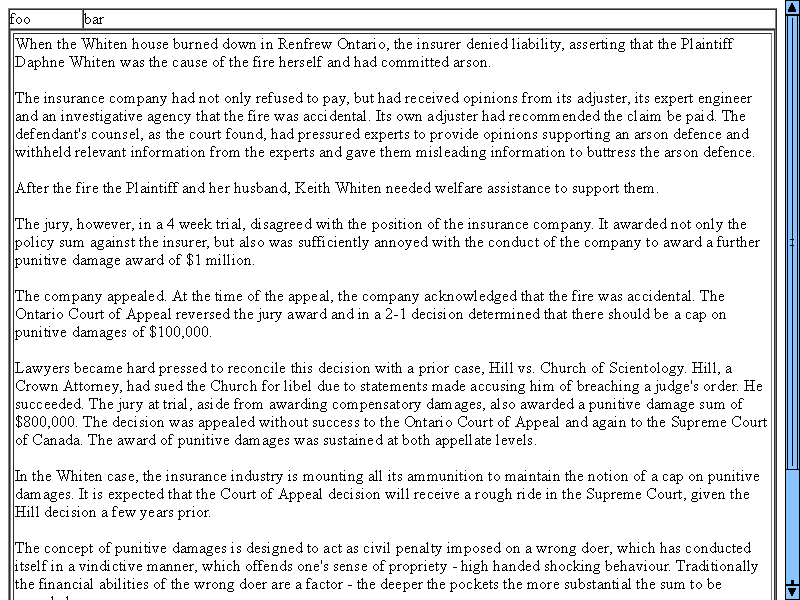 foo bar
When the Whiten house burned down in Renfrew Ontario, the insurer denied liability, asserting that the Plaintiff
Daphne Whiten was the cause of the fire herself and had committed arson.
The insurance company had not only refused to pay, but had received opinions from its adjuster, its expert engineer
and an investigative agency that the fire was accidental. Its own adjuster had recommended the claim be paid. The
defendant's counsel, as the court found, had pressured experts to provide opinions supporting an arson defence and
withheld relevant information from the experts and gave them misleading information to buttress the arson defence.
After the fire the Plaintiff and her husband, Keith Whiten needed welfare assistance to support them.
The jury, however, in a 4 week trial, disagreed with the position of the insurance company. It awarded not only the
policy sum against the insurer, but also was sufficiently annoyed with the conduct of the company to award a further
punitive damage award of $1 million.
The company appealed. At the time of the appeal, the company acknowledged that the fire was accidental. The
Ontario Court of Appeal reversed the jury award and in a 2-1 decision determined that there should be a cap on
punitive damages of $100,000.
Lawyers became hard pressed to reconcile this decision with a prior case, Hill vs. Church of Scientology. Hill, a
Crown Attorney, had sued the Church for libel due to statements made accusing him of breaching a judge's order. He
succeeded. The jury at trial, aside from awarding compensatory damages, also awarded a punitive damage sum of
$800,000. The decision was appealed without success to the Ontario Court of Appeal and again to the Supreme Court
of Canada. The award of punitive damages was sustained at both appellate levels.
In the Whiten case, the insurance industry is mounting all its ammunition to maintain the notion of a cap on punitive
damages. It is expected that the Court of Appeal decision will receive a rough ride in the Supreme Court, given the
Hill decision a few years prior.
The concept of punitive damages is designed to act as civil penalty imposed on a wrong doer, which has conducted
itself in a vindictive manner, which offends one's sense of propriety - high handed shocking behaviour. Traditionally
the financial abilities of the wrong doer are a factor - the deeper the pockets the more substantial the sum to be